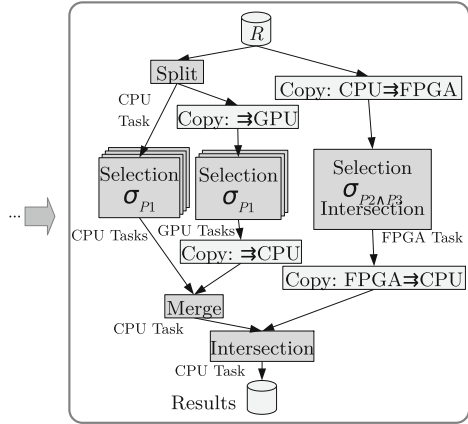 R
Split
Copy: CPU⇉FPGA
CPU
Task
Copy: ⇉GPU
Selection
σP1
Selection
σP1
Selection
σP2∧P3
Intersection
...
CPU Tasks
GPU Tasks
FPGA Task
Copy: ⇉CPU
Copy: FPGA⇉CPU
Merge
CPU Task
Intersection
CPU Task
Results